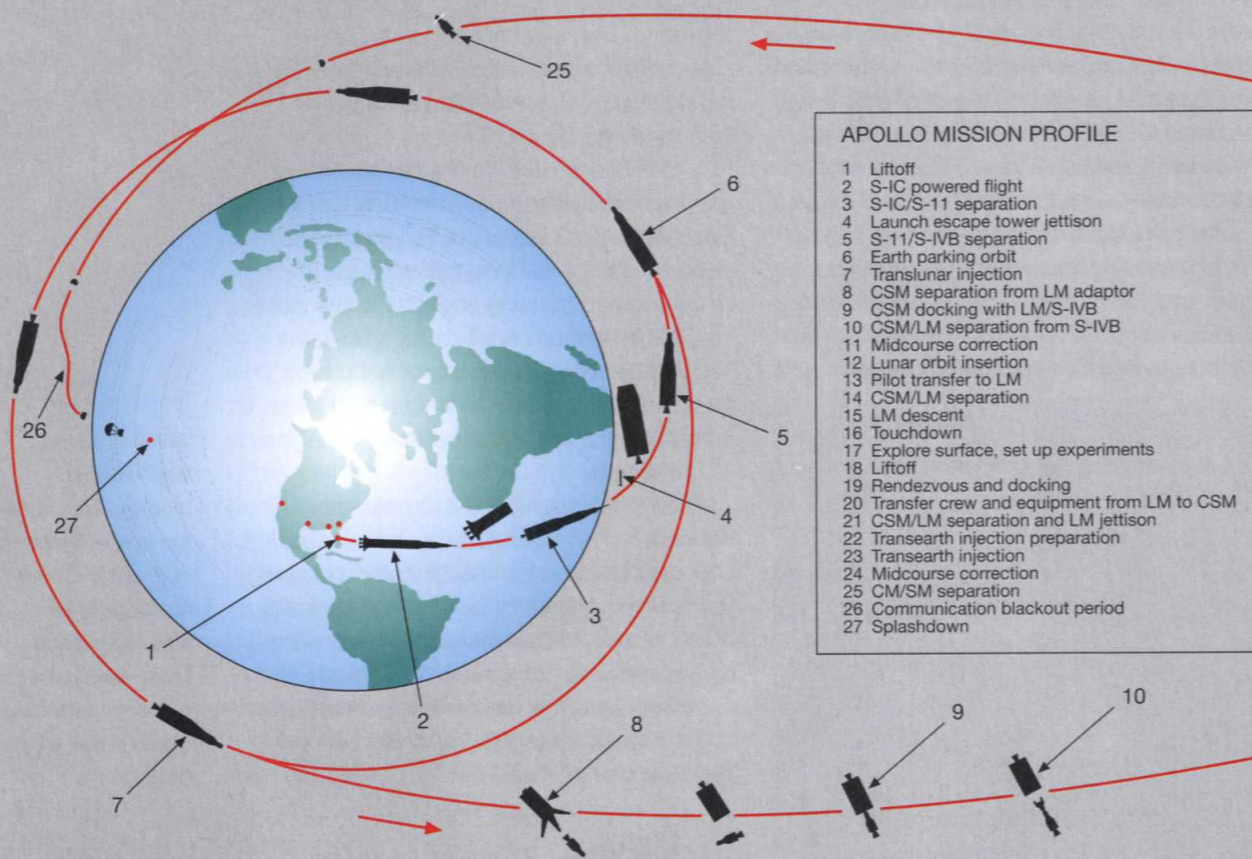 25
6
5
4
26
27
3
1
2
7
8
9
10
APOLLO MISSION PROFILE
1 Liftoff
2 S-IC powered flight
3 S-IC/S-11 separation
4 Launch escape tower jettison
5 S-11/S-IVB separation
6 Earth parking orbit
7 Translunar injection
8 CSM separation from LM adaptor
9 CSM docking with LM/S-IVB
10 CSM/LM separation from S-IVB
11 Midcourse correction
12 Lunar orbit insertion
13 Pilot transfer to LM
14 CSM/LM separation
15 LM descent
16 Touchdown
17 Explore surface, set up experiments
18 Liftoff
19 Rendezvous and docking
20 Transfer crew and equipment from LM to CSM
21 CSM/LM separation and LM jettison
22 Transearth injection preparation
23 Transearth injection
24 Midcourse correction
25 CM/SM separation
26 Communication blackout period
27 Splashdown